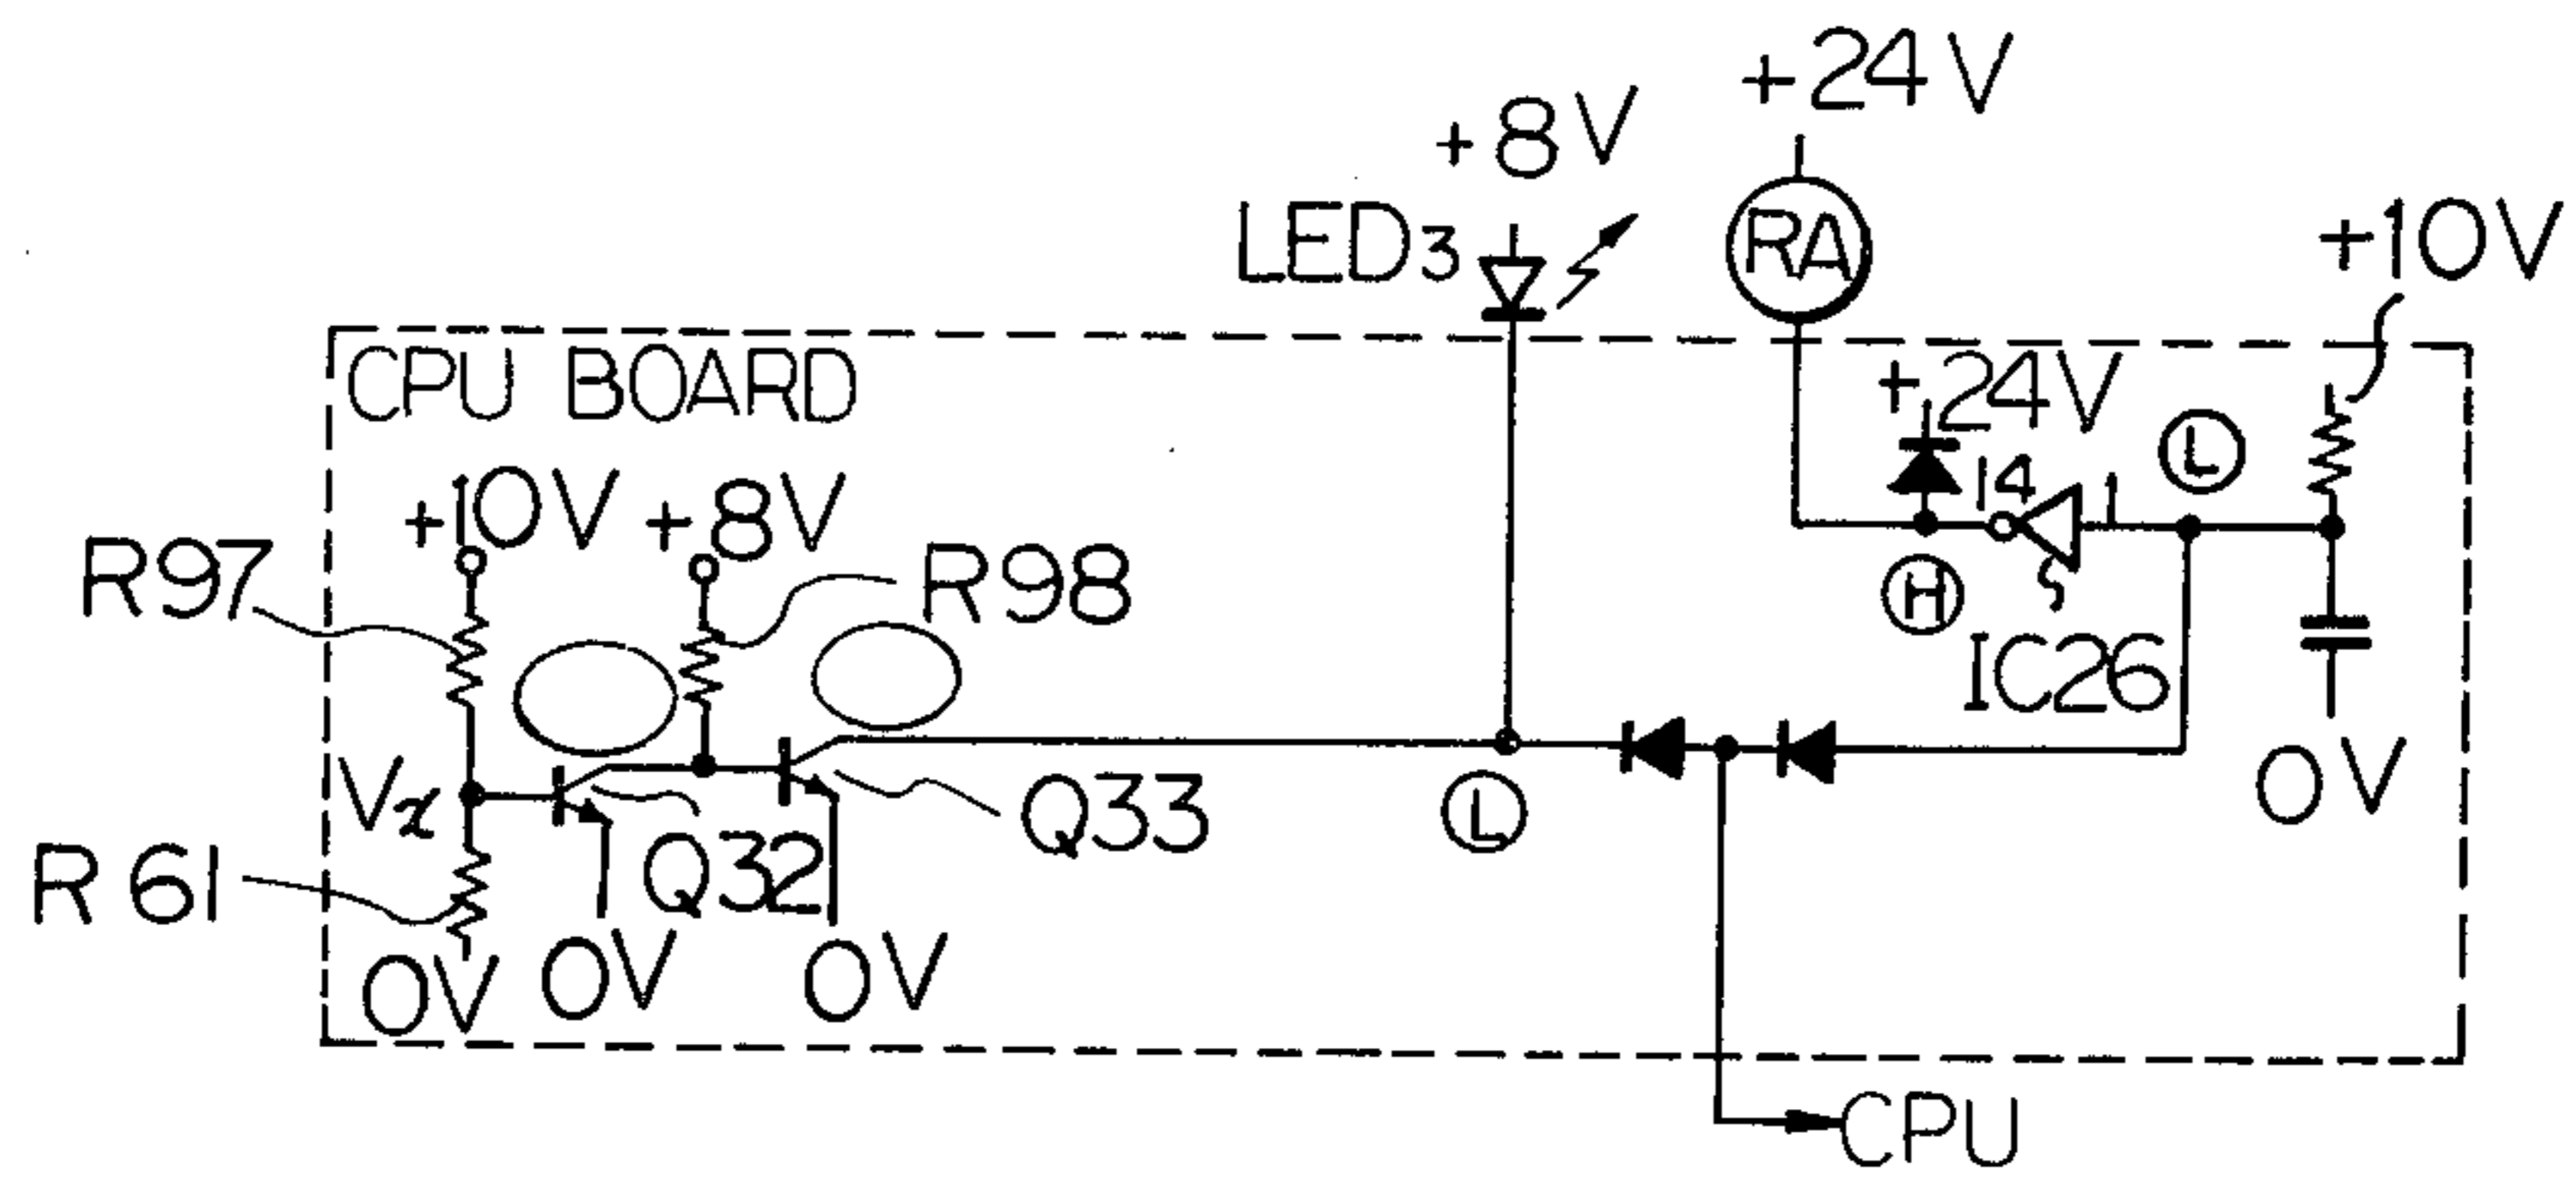 +24V
+8V
LED3
RA
+10V
CPU BOARD
+24V
L
14
1
+10V
+8V
R97
R98
H
IC26
Vx
Q33
L
0V
R61
Q32
0V
0V
0V
CPU